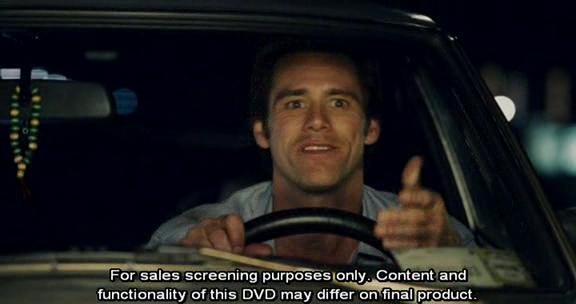 For sales screening purposes only. Content and
functionality of this DVD may differ on final product.